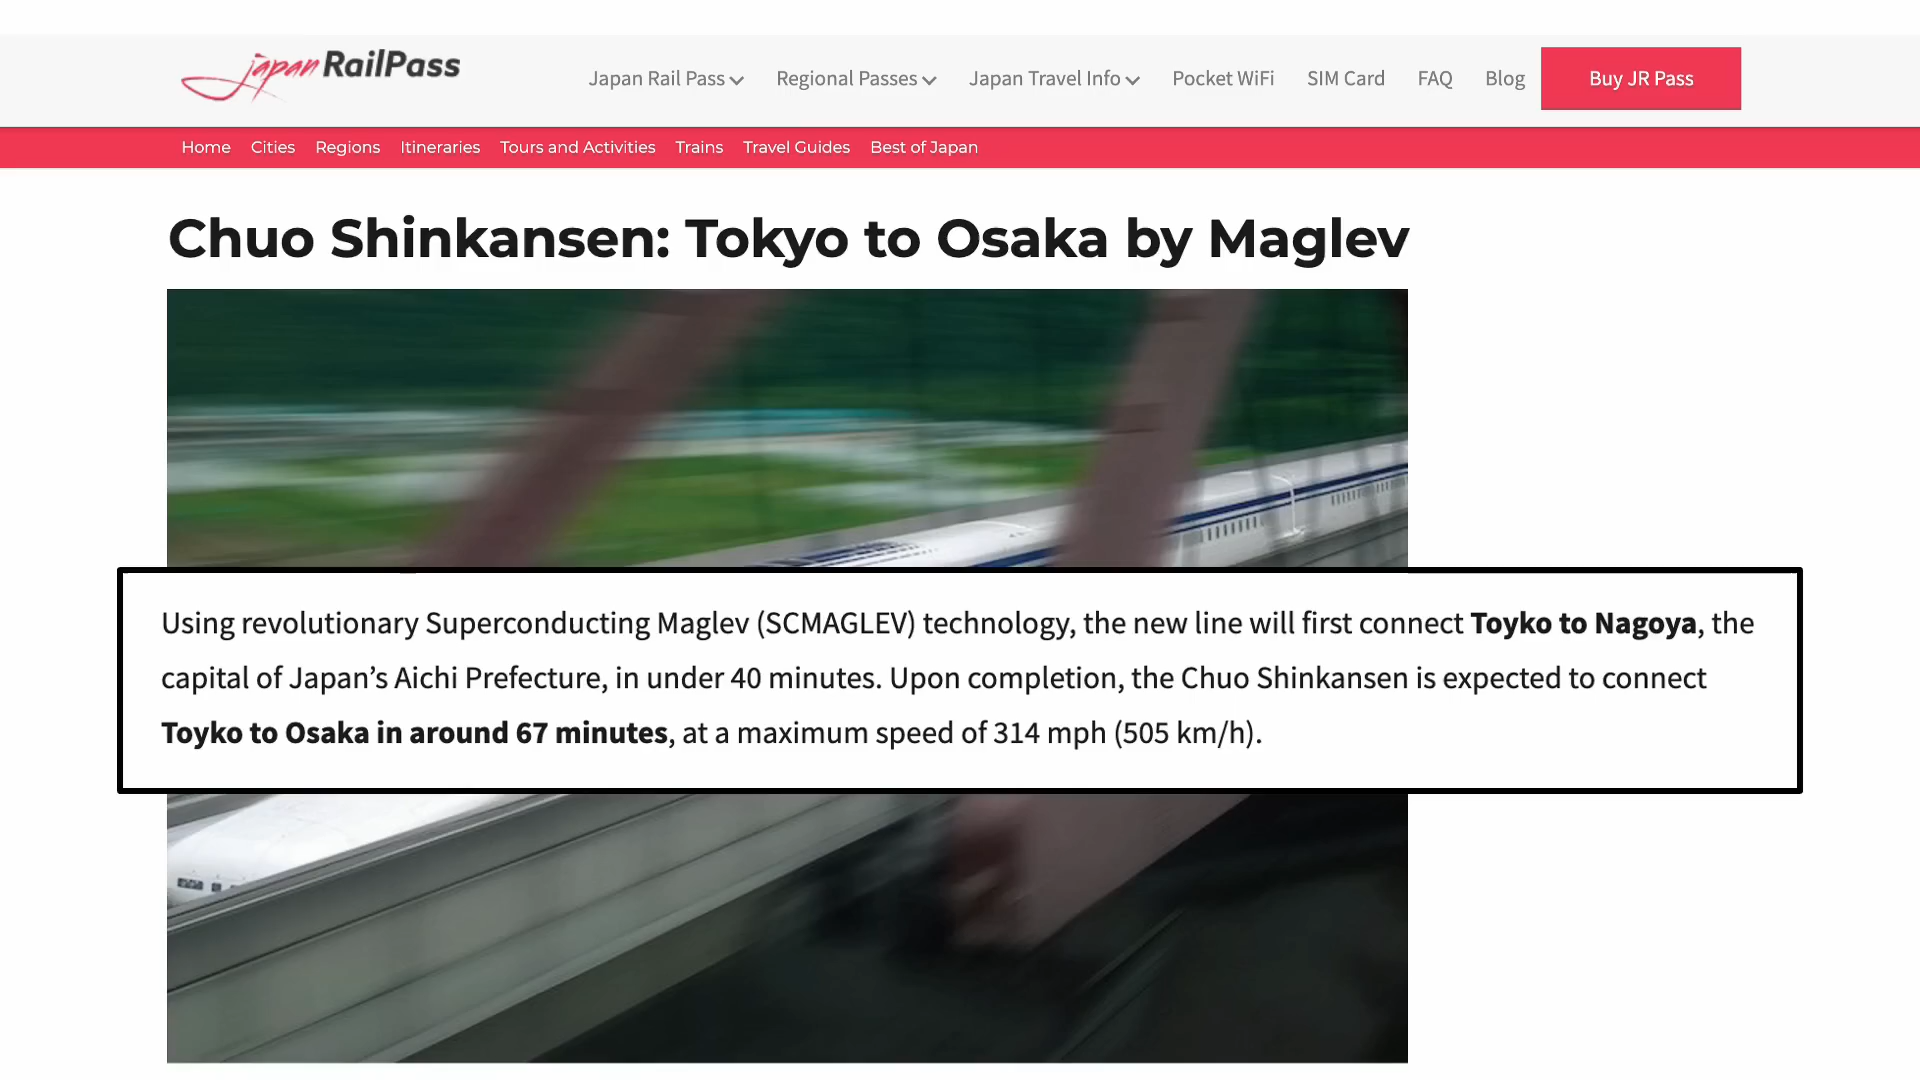 japan RailPass
Japan Rail Pass Regional Passes Japan Travel Info Pocket WiFi SIM Card FAQ Blog Buy JR Pass
Home Cities Regions Itineraries Tours and Activities Trains Travel Guides Best of Japan
Chuo Shinkansen: Tokyo to Osaka by Maglev
Using revolutionary Superconducting Maglev (SCMAGLEV) technology, the new line will first connect Toyko to Nagoya, the
capital of Japan’s Aichi Prefecture, in under 40 minutes. Upon completion, the Chuo Shinkansen is expected to connect
Toyko to Osaka in around 67 minutes, at a maximum speed of 314 mph (505 km/h).